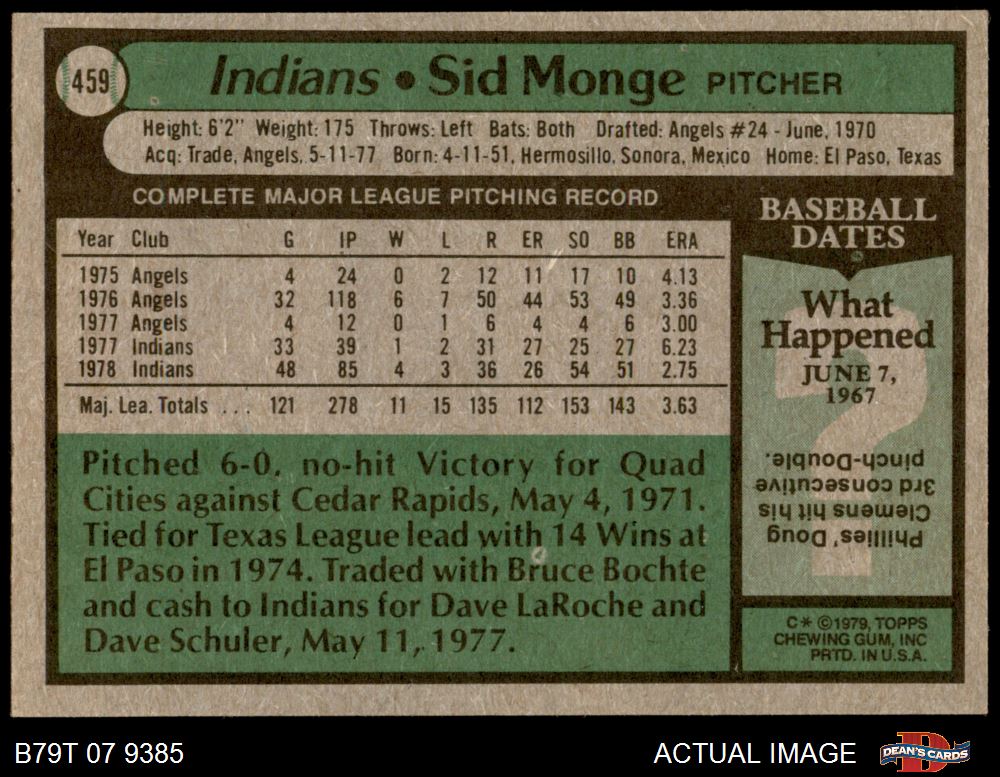 459
Indians • Sid Monge PITCHER
Height: 6'2" Weight: 175 Throws: Left Bats: Both Drafted: Angels #24 - June, 1970
Acq: Trade, Angels, 5-11-77 Born: 4-11-51, Hermosillo, Sonora, Mexico Home: El Paso, Texas
COMPLETE MAJOR LEAGUE PITCHING RECORD
Year Club G IP W L R ER SO BB ERA
1975 Angels 4 24 0 2 12 11 17 10 4.13
1976 Angels 32 118 6 7 50 44 53 49 3.36
1977 Angels 4 12 0 1 6 4 4 6 3.00
1977 Indians 33 39 1 2 31 27 25 27 6.23
1978 Indians 48 85 4 3 36 26 54 51 2.75
Maj. Lea. Totals ... 121 278 11 15 135 112 153 143 3.63
Pitched 6-0, no-hit Victory for Quad
Cities against Cedar Rapids, May 4, 1971.
Tied for Texas League lead with 14 Wins at
El Paso in 1974. Traded with Bruce Bochte
and cash to Indians for Dave LaRoche and
Dave Schuler, May 11, 1977.
BASEBALL
DATES
What
Happened
JUNE 7,
1967
?
Phillies' Doug
Clemens hit his
3rd consecutive
pinch-Double.
C* ©1979, TOPPS
CHEWING GUM, INC
PRTD. IN U.S.A.
B79T 07 9385
ACTUAL IMAGE
D
DEAN'S CARDS